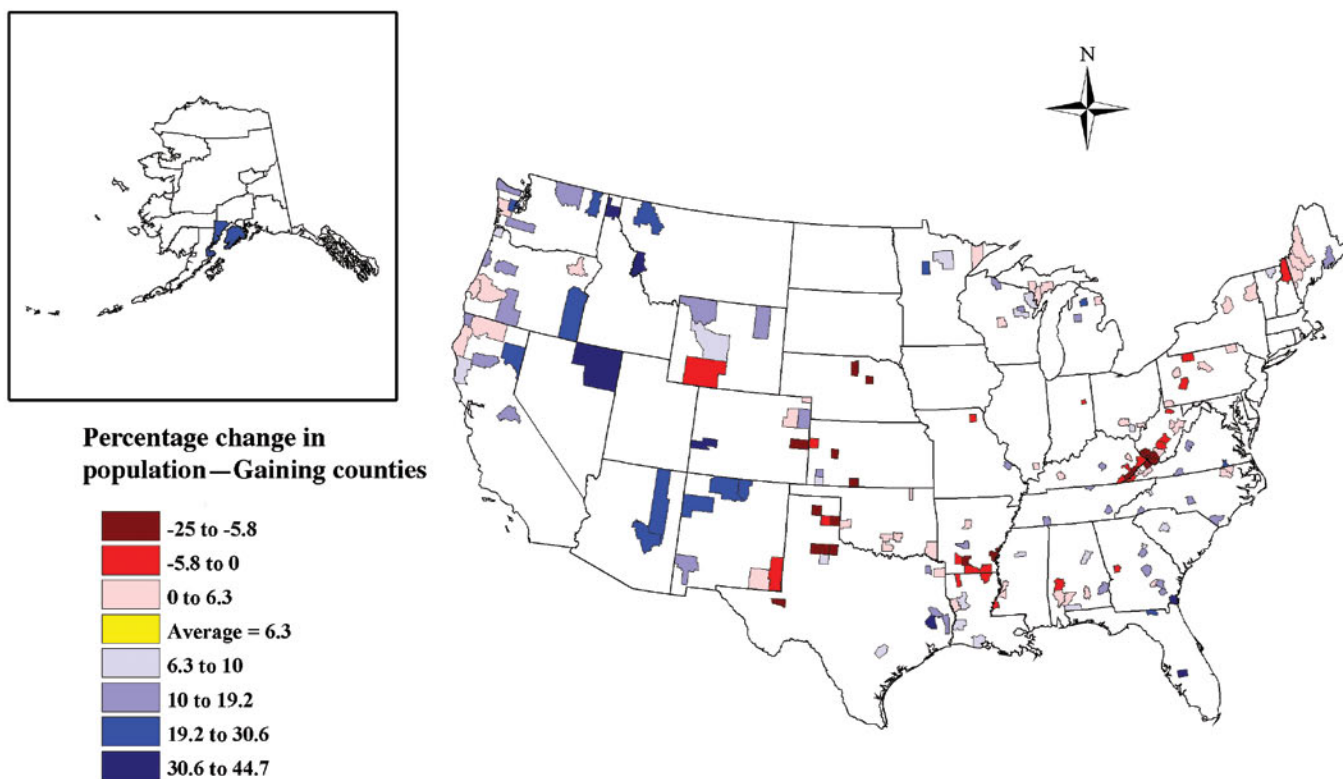 N
Percentage change in
population—Gaining counties
-25 to -5.8
-5.8 to 0
0 to 6.3
Average = 6.3
6.3 to 10
10 to 19.2
19.2 to 30.6
30.6 to 44.7